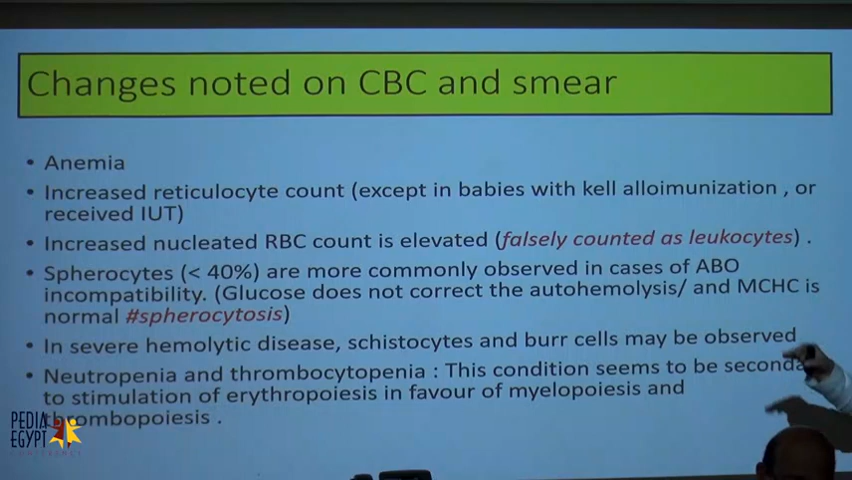 Changes noted on CBC and smear
• Anemia
• Increased reticulocyte count (except in babies with kell alloimunization , or
received IUT)
• Increased nucleated RBC count is elevated (falsely counted as leukocytes) .
• Spherocytes (< 40%) are more commonly observed in cases of ABO
incompatibility. (Glucose does not correct the autohemolysis/ and MCHC is
normal #spherocytosis)
• In severe hemolytic disease, schistocytes and burr cells may be observed
• Neutropenia and thrombocytopenia : This condition seems to be seconda
to stimulation of erythropoiesis in favour of myelopoiesis and
thrombopoiesis .
PEDIA
EGYPT
CONFERENCE